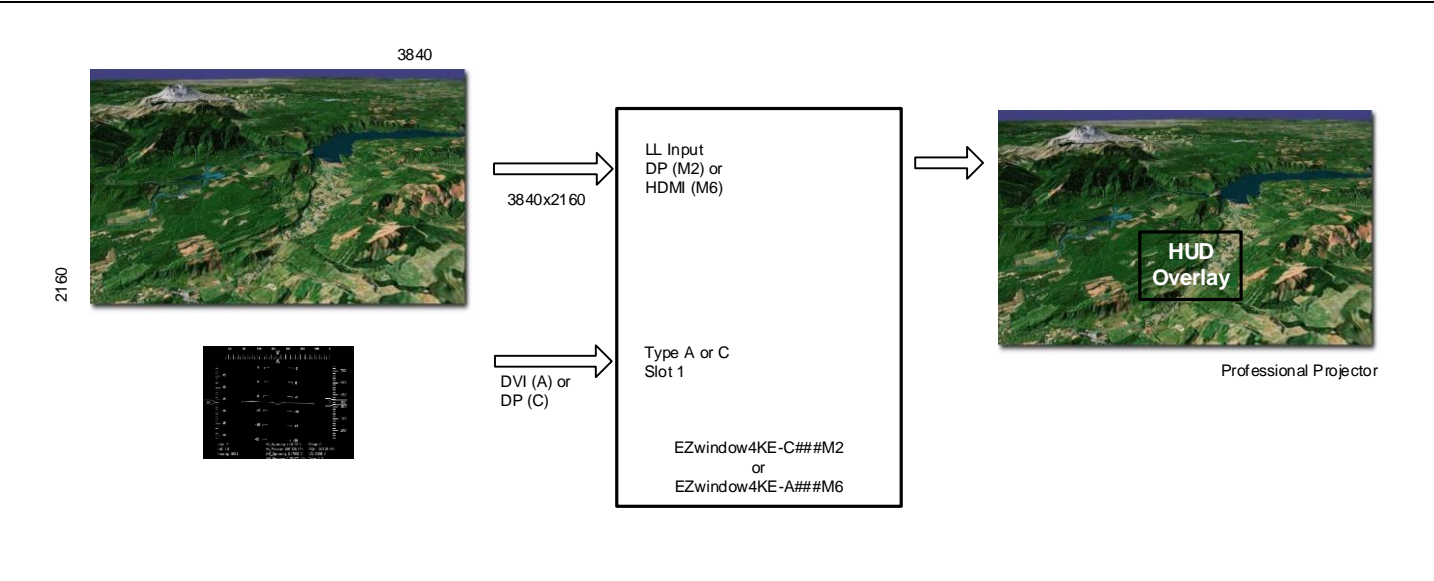 3840
2160
3840x2160
LL Input
DP (M2) or
HDMI (M6)
DVI (A) or
DP (C)
Type A or C
Slot 1
EZwindow4KE-C###M2
or
EZwindow4KE-A###M6
HUD
Overlay
Professional Projector